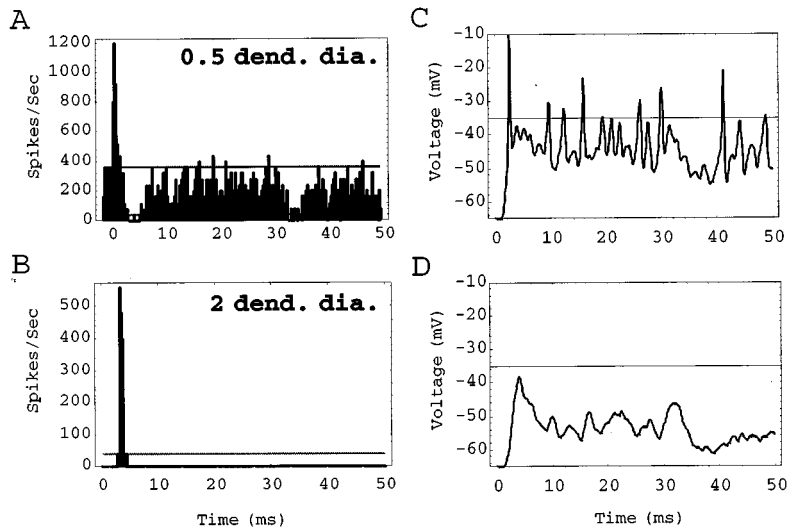 A
0.5 dend. dia.
Spikes/Sec
1200
1000
800
600
400
200
0
0 10 20 30 40 50
B
2 dend. dia.
Spikes/Sec
500
400
300
200
100
0
0 10 20 30 40 50
Time (ms)
C
Voltage (mV)
-10
-20
-30
-40
-50
-60
0 10 20 30 40 50
D
Voltage (mV)
-10
-20
-30
-40
-50
-60
0 10 20 30 40 50
Time (ms)